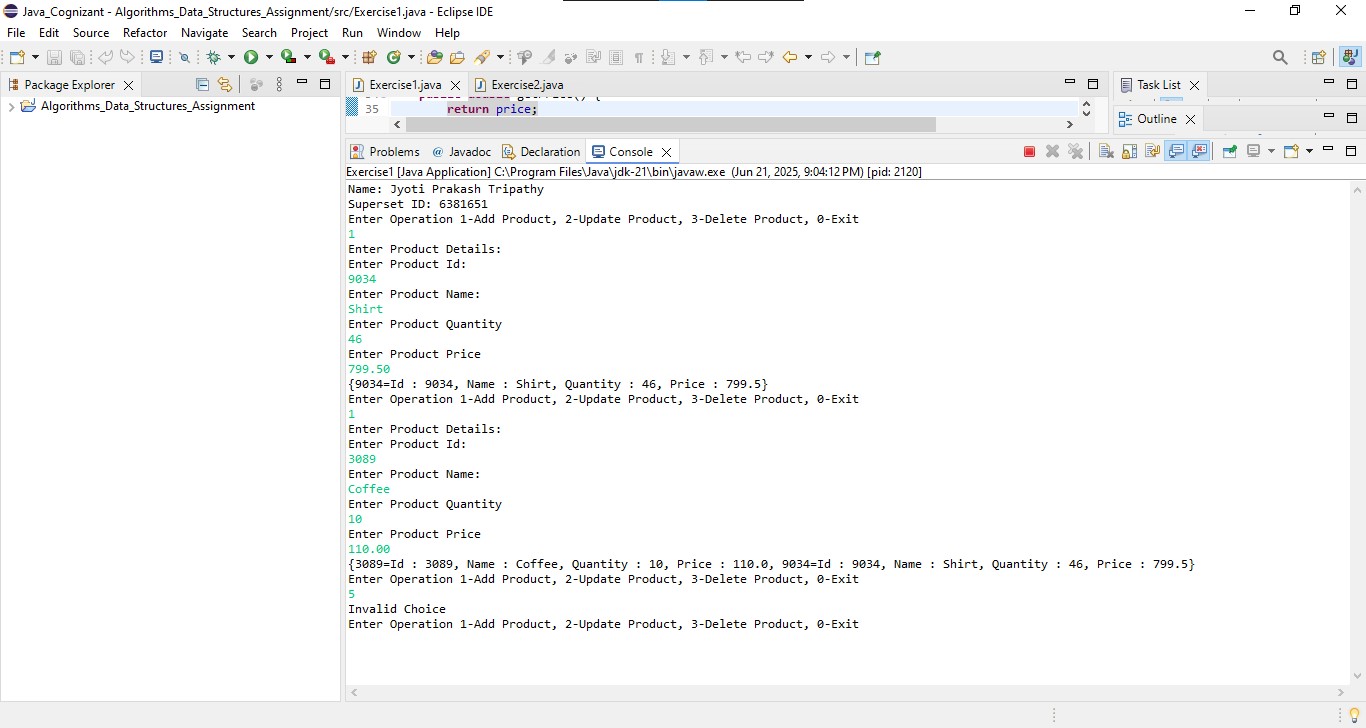 Java_Cognizant - Algorithms_Data_Structures_Assignment/src/Exercise1.java - Eclipse IDE
File Edit Source Refactor Navigate Search Project Run Window Help
Package Explorer
Algorithms_Data_Structures_Assignment
Exercise1.java Exercise2.java
35 return price;
Task List
Outline
Problems @ Javadoc Declaration Console
Exercise1 [Java Application] C:\Program Files\Java\jdk-21\bin\javaw.exe (Jun 21, 2025, 9:04:12 PM) [pid: 2120]
Name: Jyoti Prakash Tripathy
Superset ID: 6381651
Enter Operation 1-Add Product, 2-Update Product, 3-Delete Product, 0-Exit
1
Enter Product Details:
Enter Product Id:
9034
Enter Product Name:
Shirt
Enter Product Quantity
46
Enter Product Price
799.50
{9034=Id : 9034, Name : Shirt, Quantity : 46, Price : 799.5}
Enter Operation 1-Add Product, 2-Update Product, 3-Delete Product, 0-Exit
1
Enter Product Details:
Enter Product Id:
3089
Enter Product Name:
Coffee
Enter Product Quantity
10
Enter Product Price
110.00
{3089=Id : 3089, Name : Coffee, Quantity : 10, Price : 110.0, 9034=Id : 9034, Name : Shirt, Quantity : 46, Price : 799.5}
Enter Operation 1-Add Product, 2-Update Product, 3-Delete Product, 0-Exit
5
Invalid Choice
Enter Operation 1-Add Product, 2-Update Product, 3-Delete Product, 0-Exit